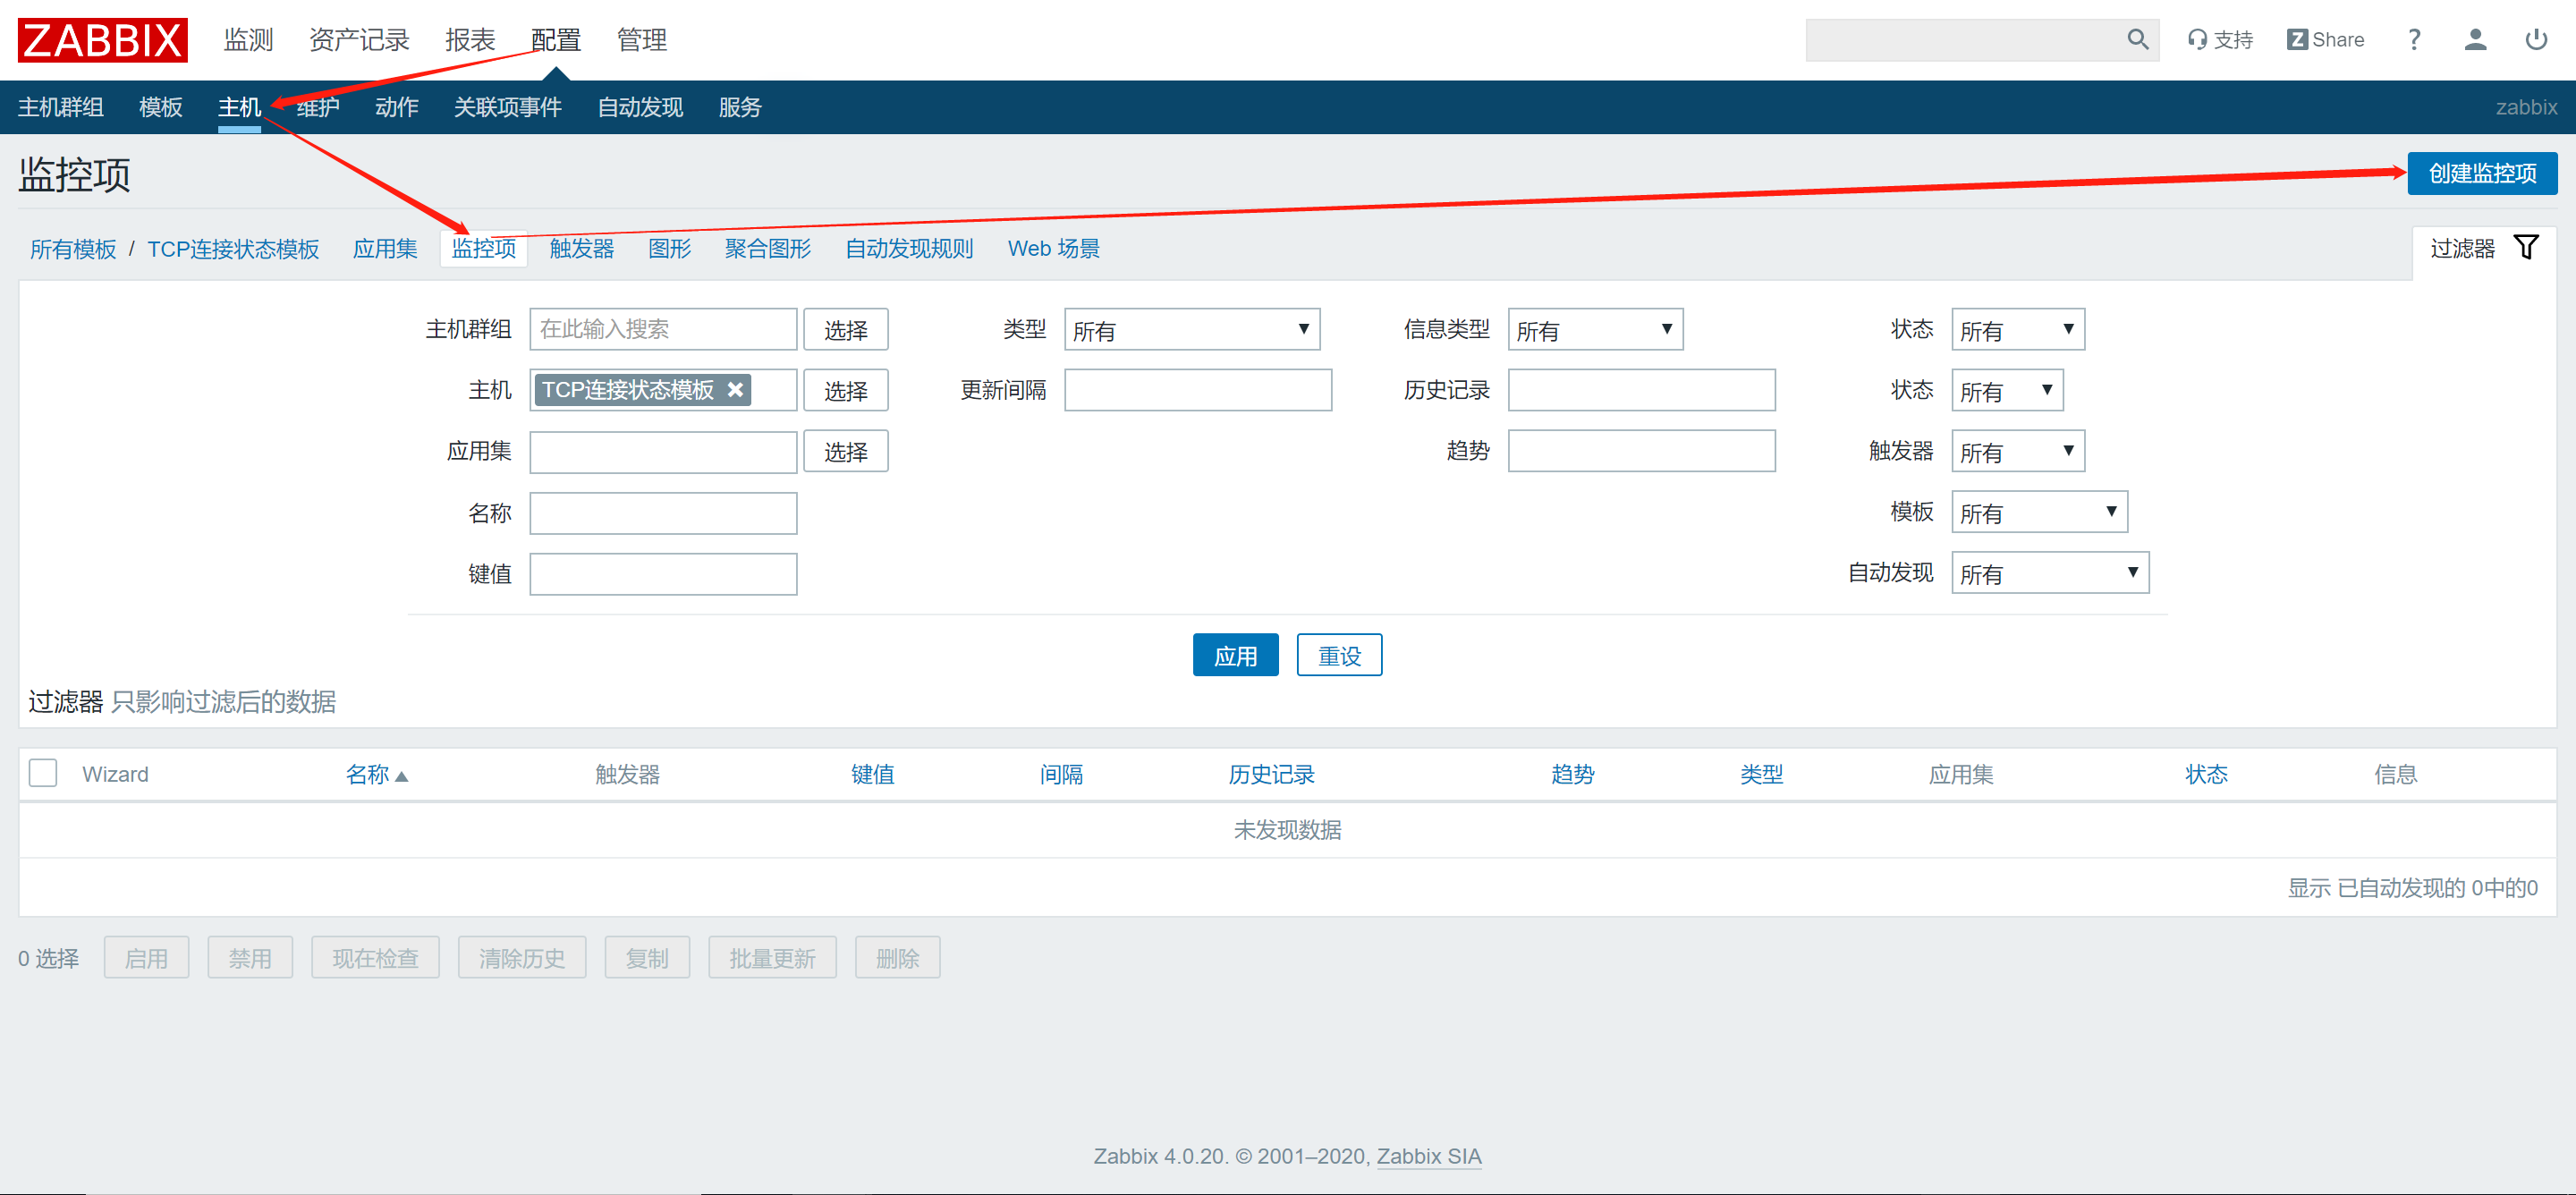 ZABBIX 监测 资产记录 报表 配置 管理 支持 Z Share ?
主机群组 模板 主机 维护 动作 关联项事件 自动发现 服务 zabbix
监控项 创建监控项
所有模板 / TCP连接状态模板 应用集 监控项 触发器 图形 聚合图形 自动发现规则 Web 场景 过滤器
主机群组 在此输入搜索 选择 类型 所有 信息类型 所有 状态 所有
主机 TCP连接状态模板 选择 更新间隔 历史记录 状态 所有
应用集 选择 趋势 触发器 所有
名称 模板 所有
键值 自动发现 所有
应用 重设
过滤器 只影响过滤后的数据
Wizard 名称 触发器 键值 间隔 历史记录 趋势 类型 应用集 状态 信息
未发现数据
显示 已自动发现的 0中的0
0 选择 启用 禁用 现在检查 清除历史 复制 批量更新 删除
Zabbix 4.0.20. © 2001–2020, Zabbix SIA